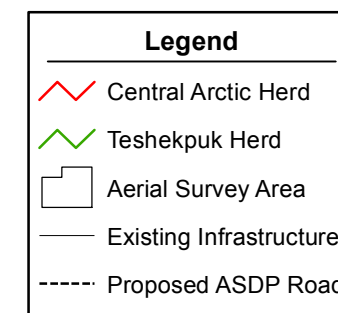 Legend
Central Arctic Herd
Teshekpuk Herd
Aerial Survey Area
Existing Infrastructure
Proposed ASDP Road